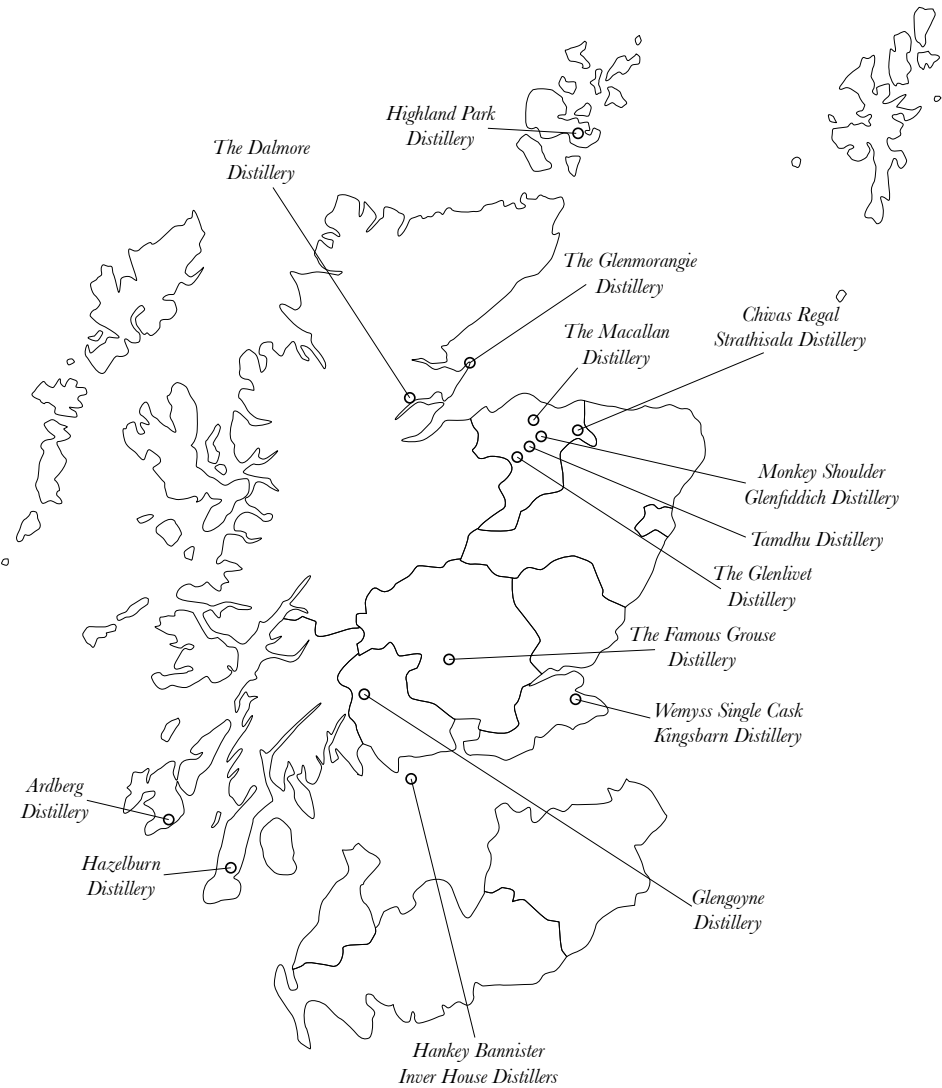 Highland Park
Distillery
The Dalmore
Distillery
The Glenmorangie
Distillery
Chivas Regal
Strathisala Distillery
The Macallan
Distillery
Monkey Shoulder
Glenfiddich Distillery
Tamdhu Distillery
The Glenlivet
Distillery
The Famous Grouse
Distillery
Wemyss Single Cask
Kingsbarn Distillery
Ardberg
Distillery
Hazelburn
Distillery
Glengoyne
Distillery
Hankey Bannister
Inver House Distillers